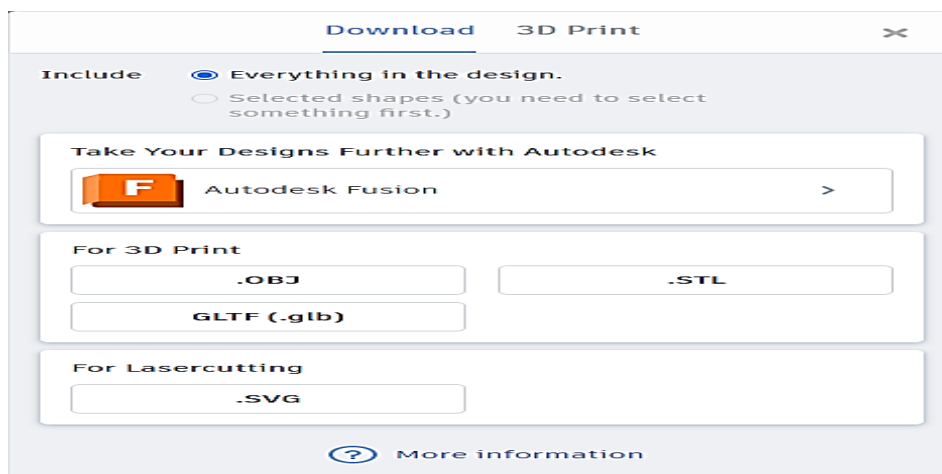 Download 3D Print
Include Everything in the design.
Selected shapes (you need to select
something first.)
Take Your Designs Further with Autodesk
F Autodesk Fusion >
For 3D Print
.OBJ .STL
GLTF (.glb)
For Lasercutting
.SVG
? More information